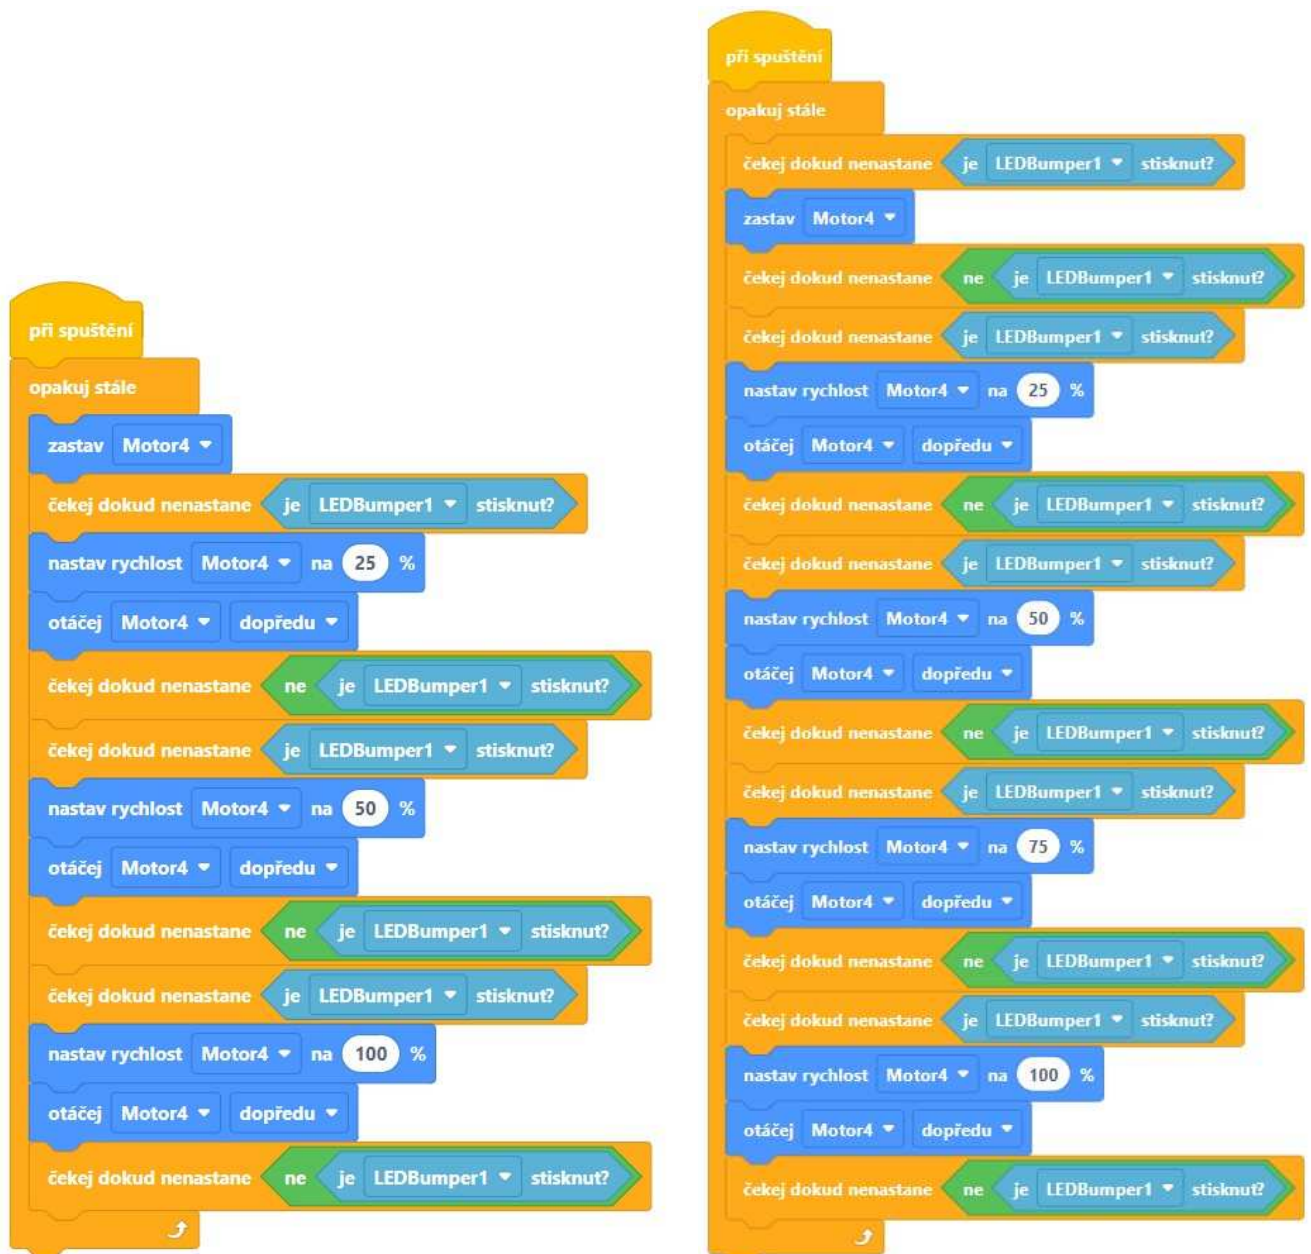 při spuštění
opakuj stále
zastav Motor4
čekej dokud nenastane je LEDBumper1 stisknut?
nastav rychlost Motor4 na 25 %
otáčej Motor4 dopředu
čekej dokud nenastane ne je LEDBumper1 stisknut?
čekej dokud nenastane je LEDBumper1 stisknut?
nastav rychlost Motor4 na 50 %
otáčej Motor4 dopředu
čekej dokud nenastane ne je LEDBumper1 stisknut?
čekej dokud nenastane je LEDBumper1 stisknut?
nastav rychlost Motor4 na 100 %
otáčej Motor4 dopředu
čekej dokud nenastane ne je LEDBumper1 stisknut?
při spuštění
opakuj stále
čekej dokud nenastane je LEDBumper1 stisknut?
zastav Motor4
čekej dokud nenastane ne je LEDBumper1 stisknut?
čekej dokud nenastane je LEDBumper1 stisknut?
nastav rychlost Motor4 na 25 %
otáčej Motor4 dopředu
čekej dokud nenastane ne je LEDBumper1 stisknut?
čekej dokud nenastane je LEDBumper1 stisknut?
nastav rychlost Motor4 na 50 %
otáčej Motor4 dopředu
čekej dokud nenastane ne je LEDBumper1 stisknut?
čekej dokud nenastane je LEDBumper1 stisknut?
nastav rychlost Motor4 na 75 %
otáčej Motor4 dopředu
čekej dokud nenastane ne je LEDBumper1 stisknut?
čekej dokud nenastane je LEDBumper1 stisknut?
nastav rychlost Motor4 na 100 %
otáčej Motor4 dopředu
čekej dokud nenastane ne je LEDBumper1 stisknut?